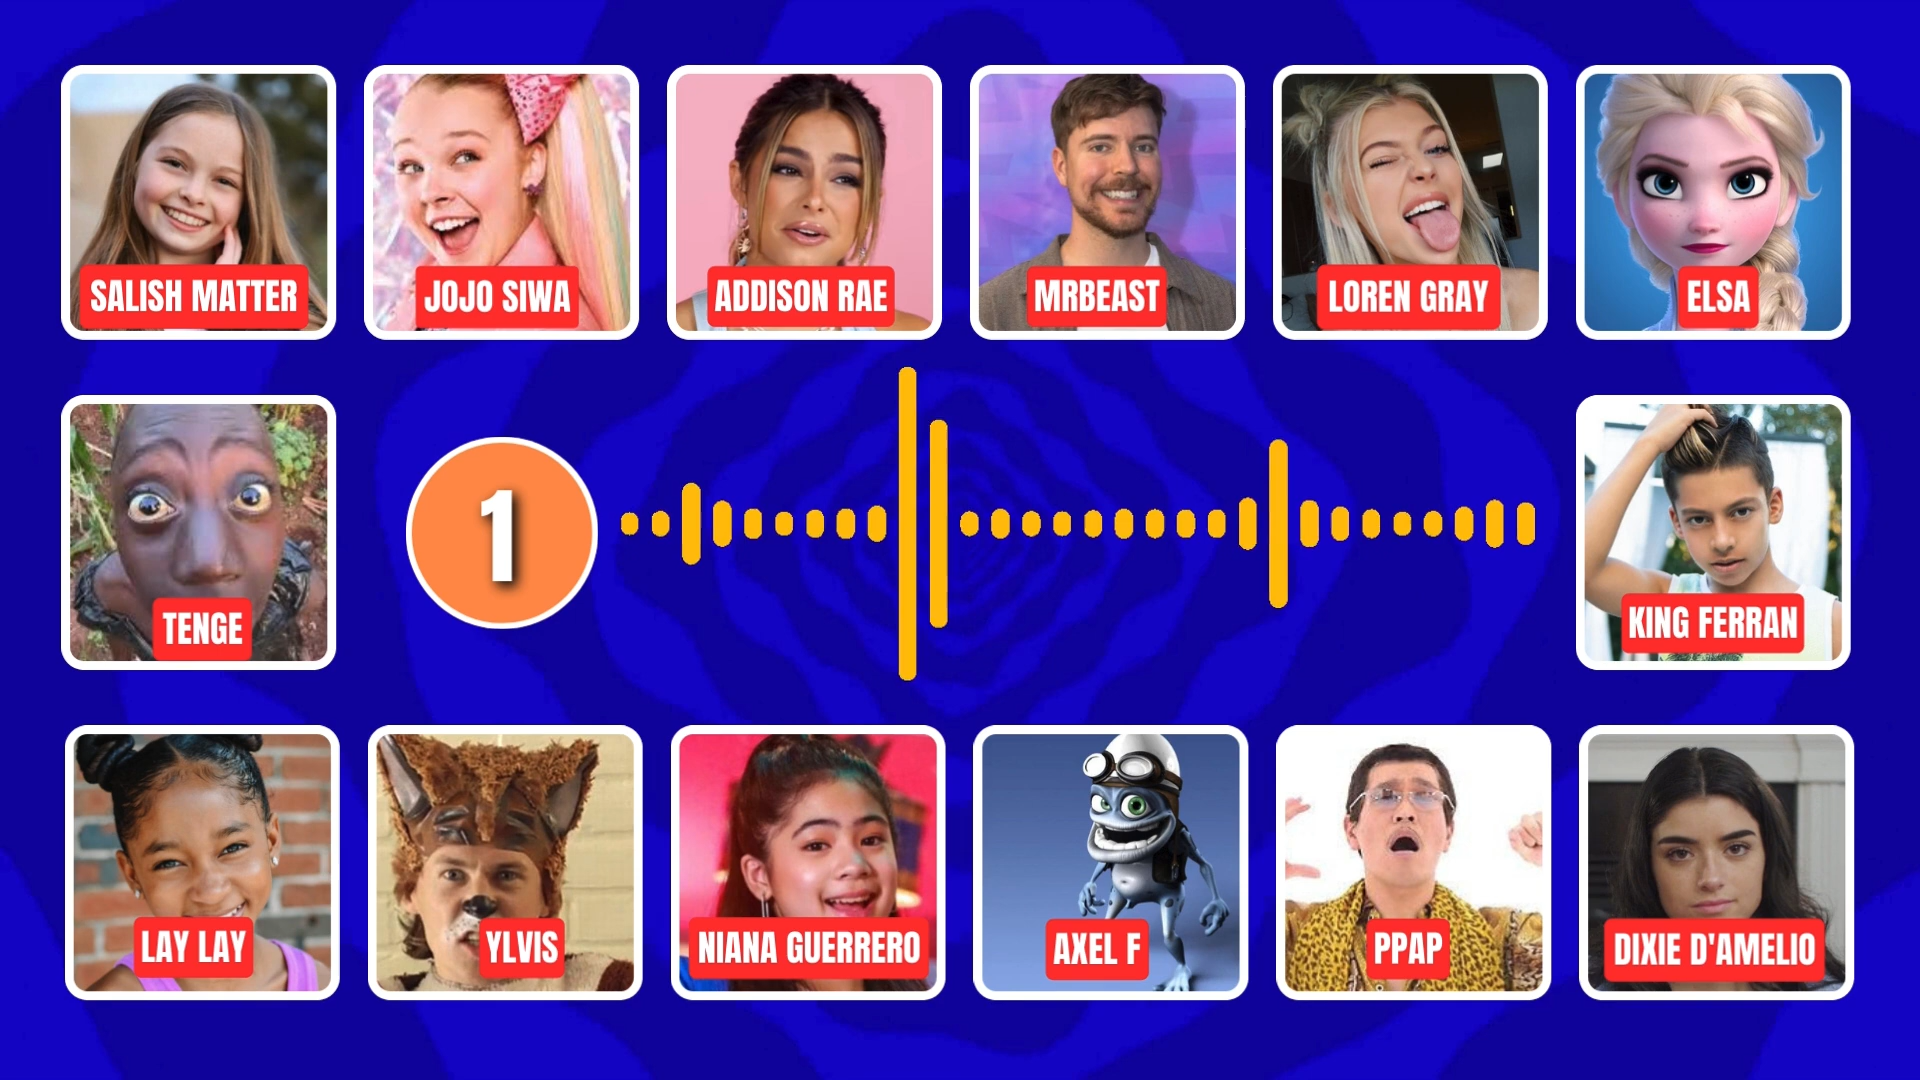 SALISH MATTER
JOJO SIWA
ADDISON RAE
MRBEAST
LOREN GRAY
ELSA
TENGE
1
KING FERRAN
LAY LAY
YLVIS
NIANA GUERRERO
AXEL F
PPAP
DIXIE D'AMELIO